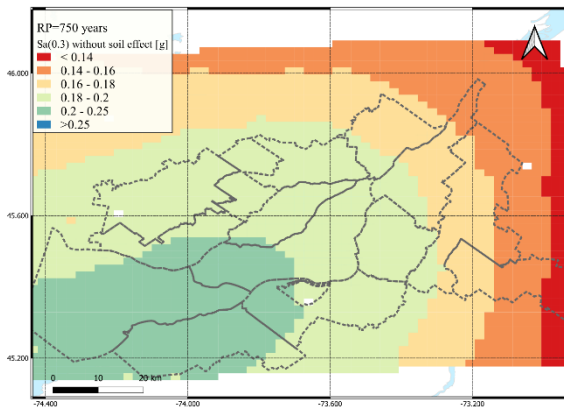 RP=750 years
Sa(0.3) without soil effect [g]
< 0.14
0.14 - 0.16
0.16 - 0.18
0.18 - 0.2
0.2 - 0.25
>0.25
46.000
45.600
45.200
0 10 20 km
-74.400 -74.000 -73.600 -73.200